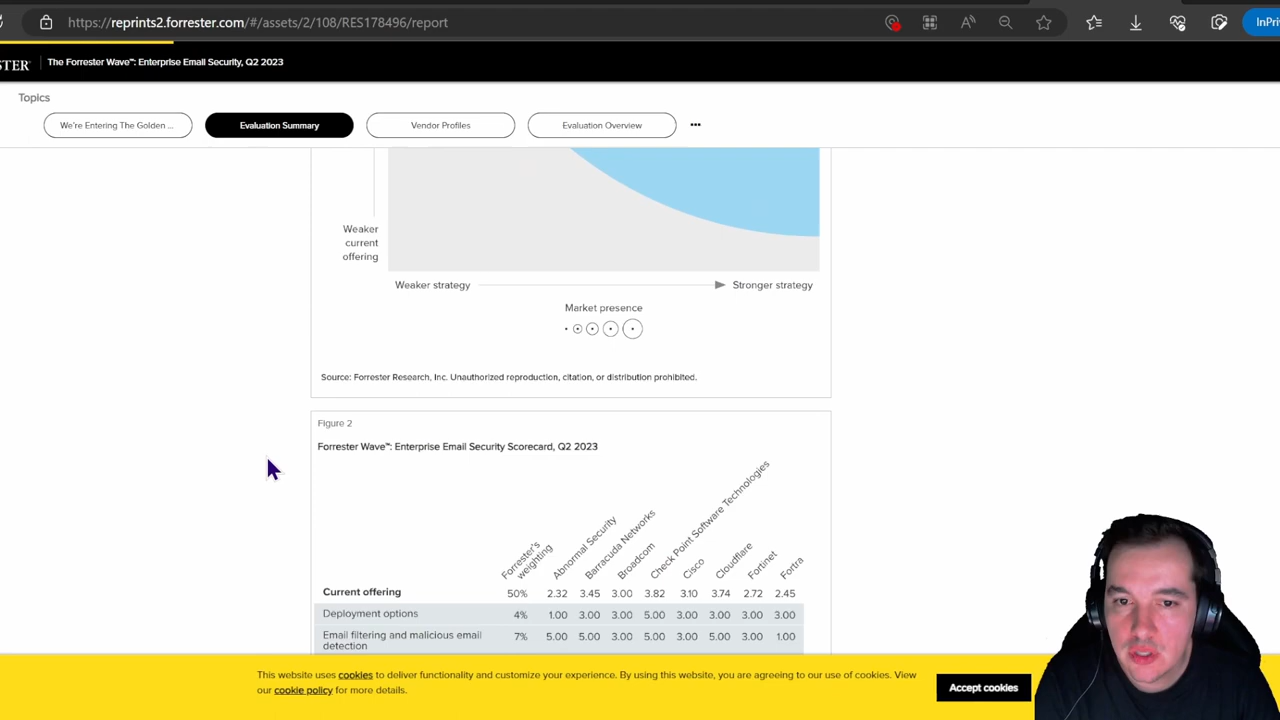 https://reprints2.forrester.com/#/assets/2/108/RES178496/report
InPri
STER
The Forrester Wave™: Enterprise Email Security, Q2 2023
Topics
We're Entering The Golden ...
Evaluation Summary
Vendor Profiles
Evaluation Overview
•••
Weaker
current
offering
Weaker strategy
Stronger strategy
Market presence
Source: Forrester Research, Inc. Unauthorized reproduction, citation, or distribution prohibited.
Figure 2
Forrester Wave™: Enterprise Email Security Scorecard, Q2 2023
Forrester's
weighting
Abnormal Security
Barracuda Networks
Broadcom
Check Point Software Technologies
Cisco
Cloudflare
Fortinet
Fortra
Current offering 50% 2.32 3.45 3.00 3.82 3.10 3.74 2.72 2.45
Deployment options 4% 1.00 3.00 3.00 5.00 3.00 3.00 3.00 3.00
Email filtering and malicious email
detection 7% 5.00 5.00 3.00 5.00 3.00 5.00 3.00 1.00
This website uses cookies to deliver functionality and customize your experience. By using this website, you are agreeing to our use of cookies. View
our cookie policy for more details.
Accept cookies